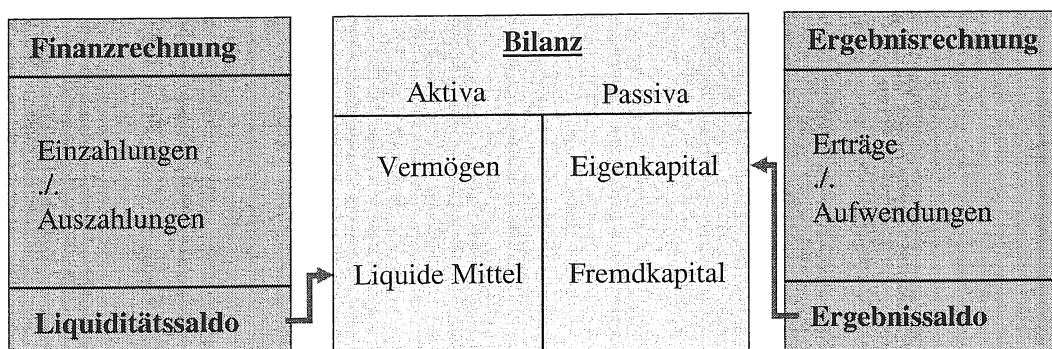 Finanzrechnung
Einzahlungen
./.
Auszahlungen
Liquiditätssaldo
Bilanz
Aktiva Passiva
Vermögen Eigenkapital
Liquide Mittel Fremdkapital
Ergebnisrechnung
Erträge
./.
Aufwendungen
Ergebnissaldo